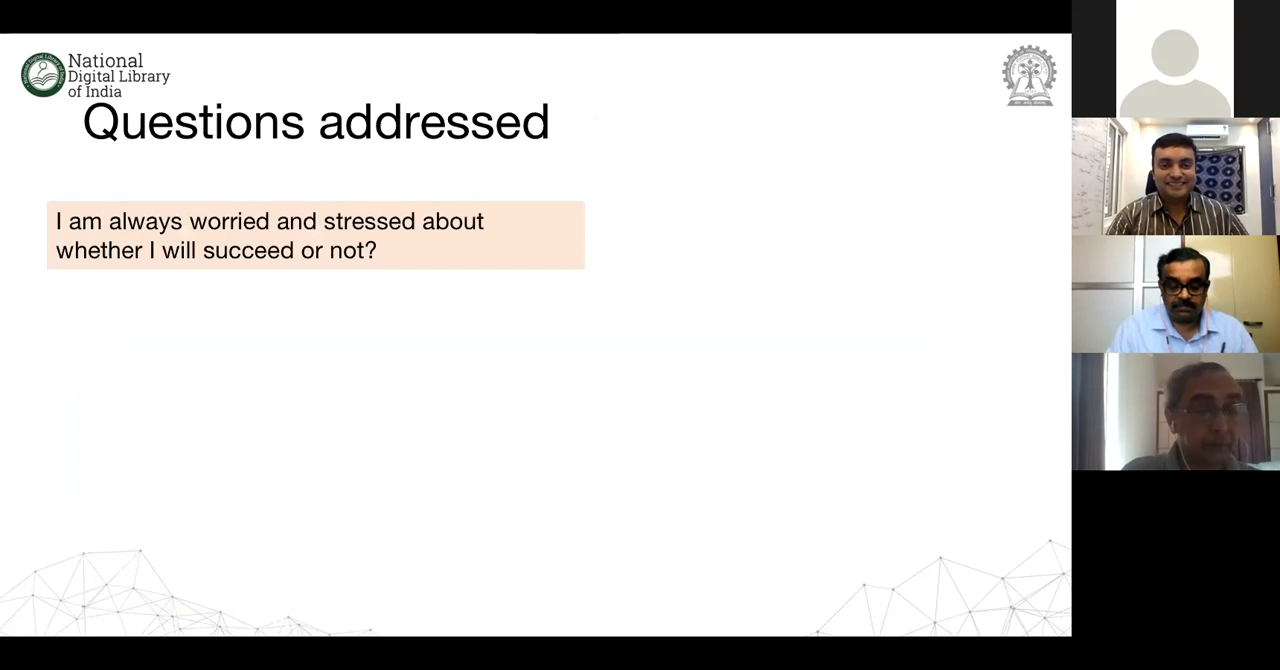 National
Digital Library
of India
Questions addressed
I am always worried and stressed about
whether I will succeed or not?